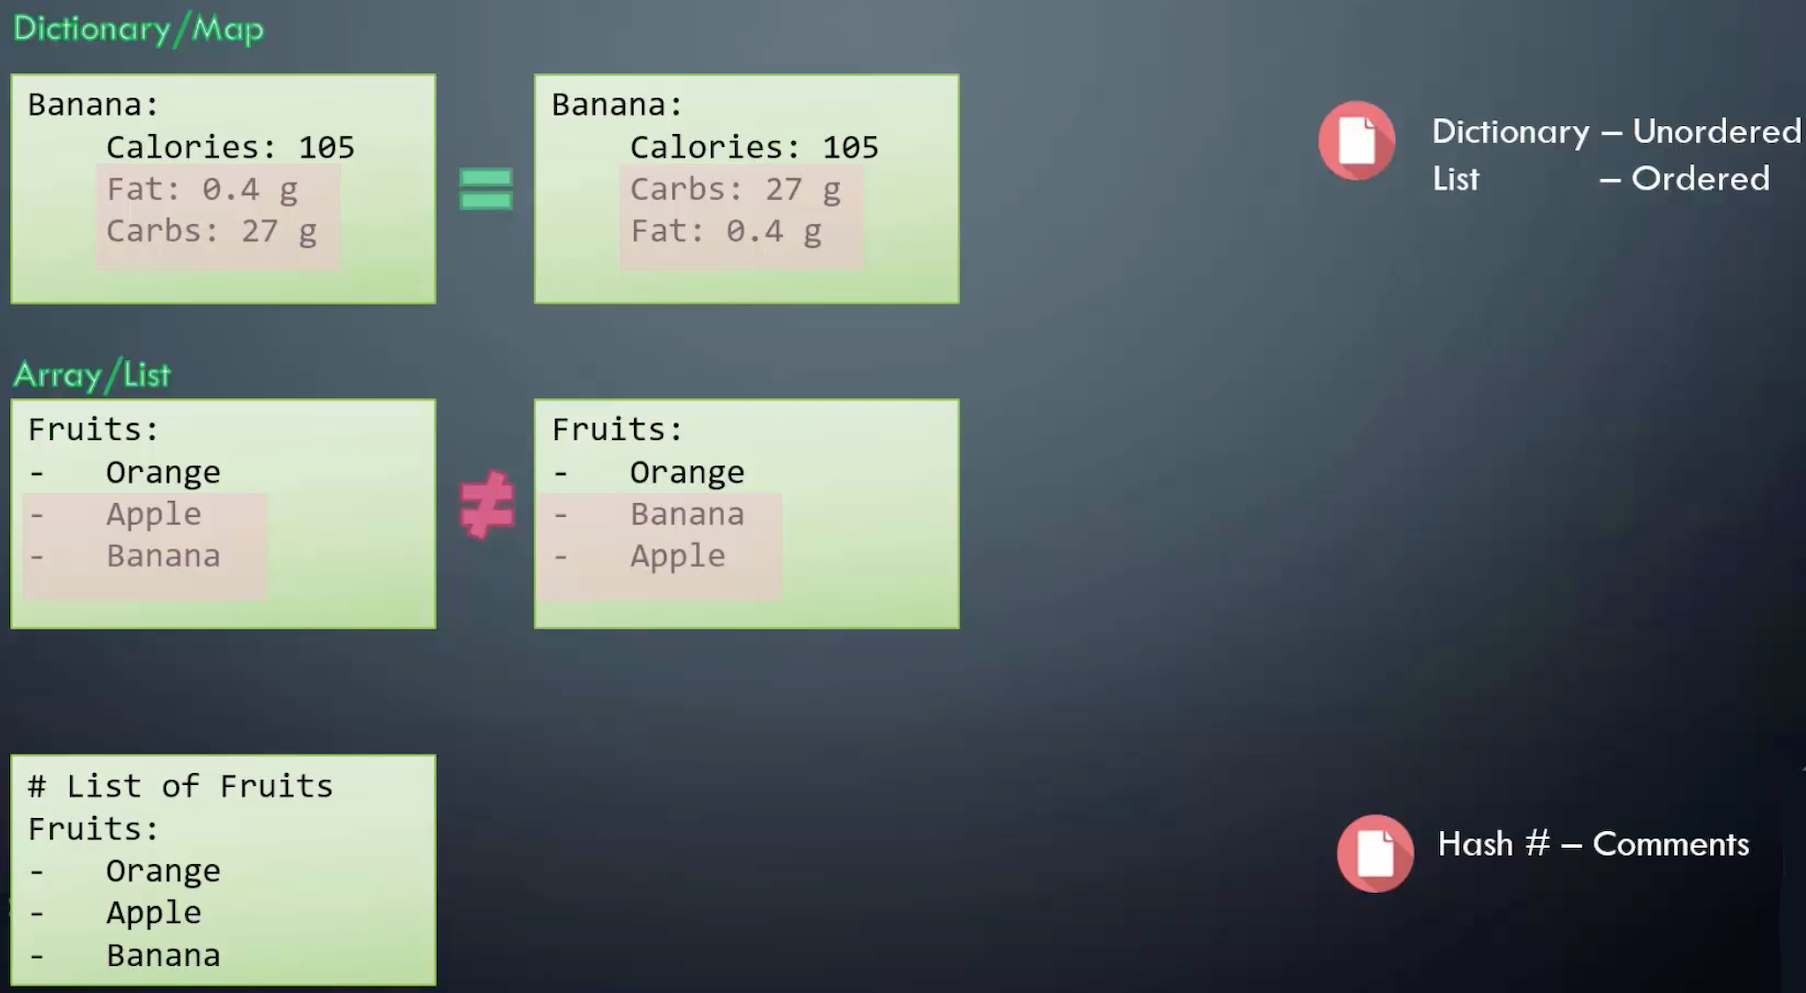 Dictionary/Map
Banana:
Calories: 105
Fat: 0.4 g
Carbs: 27 g
=
Banana:
Calories: 105
Carbs: 27 g
Fat: 0.4 g
Dictionary – Unordered
List – Ordered
Array/List
Fruits:
- Orange
- Apple
- Banana
≠
Fruits:
- Orange
- Banana
- Apple
# List of Fruits
Fruits:
- Orange
- Apple
- Banana
Hash # – Comments